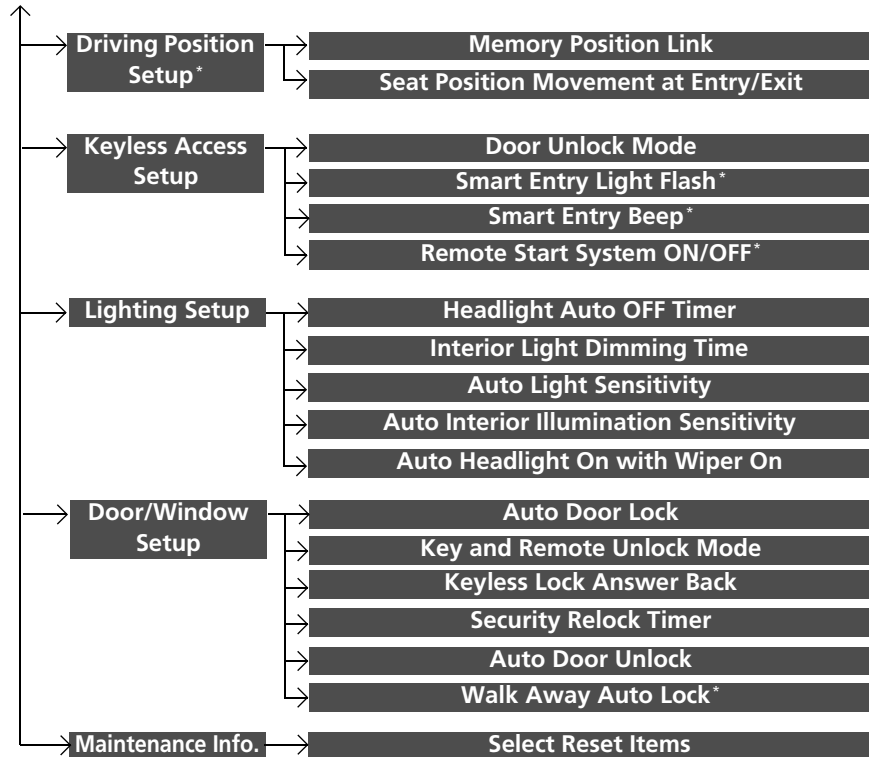 Driving Position
Setup*
Memory Position Link
Seat Position Movement at Entry/Exit
Keyless Access
Setup
Door Unlock Mode
Smart Entry Light Flash*
Smart Entry Beep*
Remote Start System ON/OFF*
Lighting Setup
Headlight Auto OFF Timer
Interior Light Dimming Time
Auto Light Sensitivity
Auto Interior Illumination Sensitivity
Auto Headlight On with Wiper On
Door/Window
Setup
Auto Door Lock
Key and Remote Unlock Mode
Keyless Lock Answer Back
Security Relock Timer
Auto Door Unlock
Walk Away Auto Lock*
Maintenance Info.
Select Reset Items